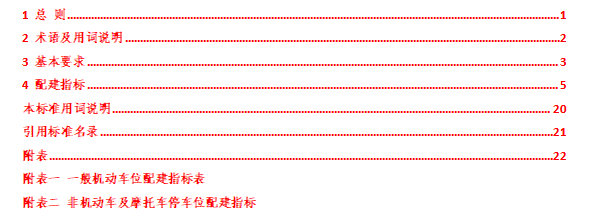 1 总 则........................................................................................................1
2 术语及用词说明........................................................................................2
3 基本要求....................................................................................................3
4 配建指标....................................................................................................5
本标准用词说明............................................................................................20
引用标准名录................................................................................................21
附表................................................................................................................22
附表一 一般机动车位配建指标表
附表二 非机动车及摩托车停车位配建指标